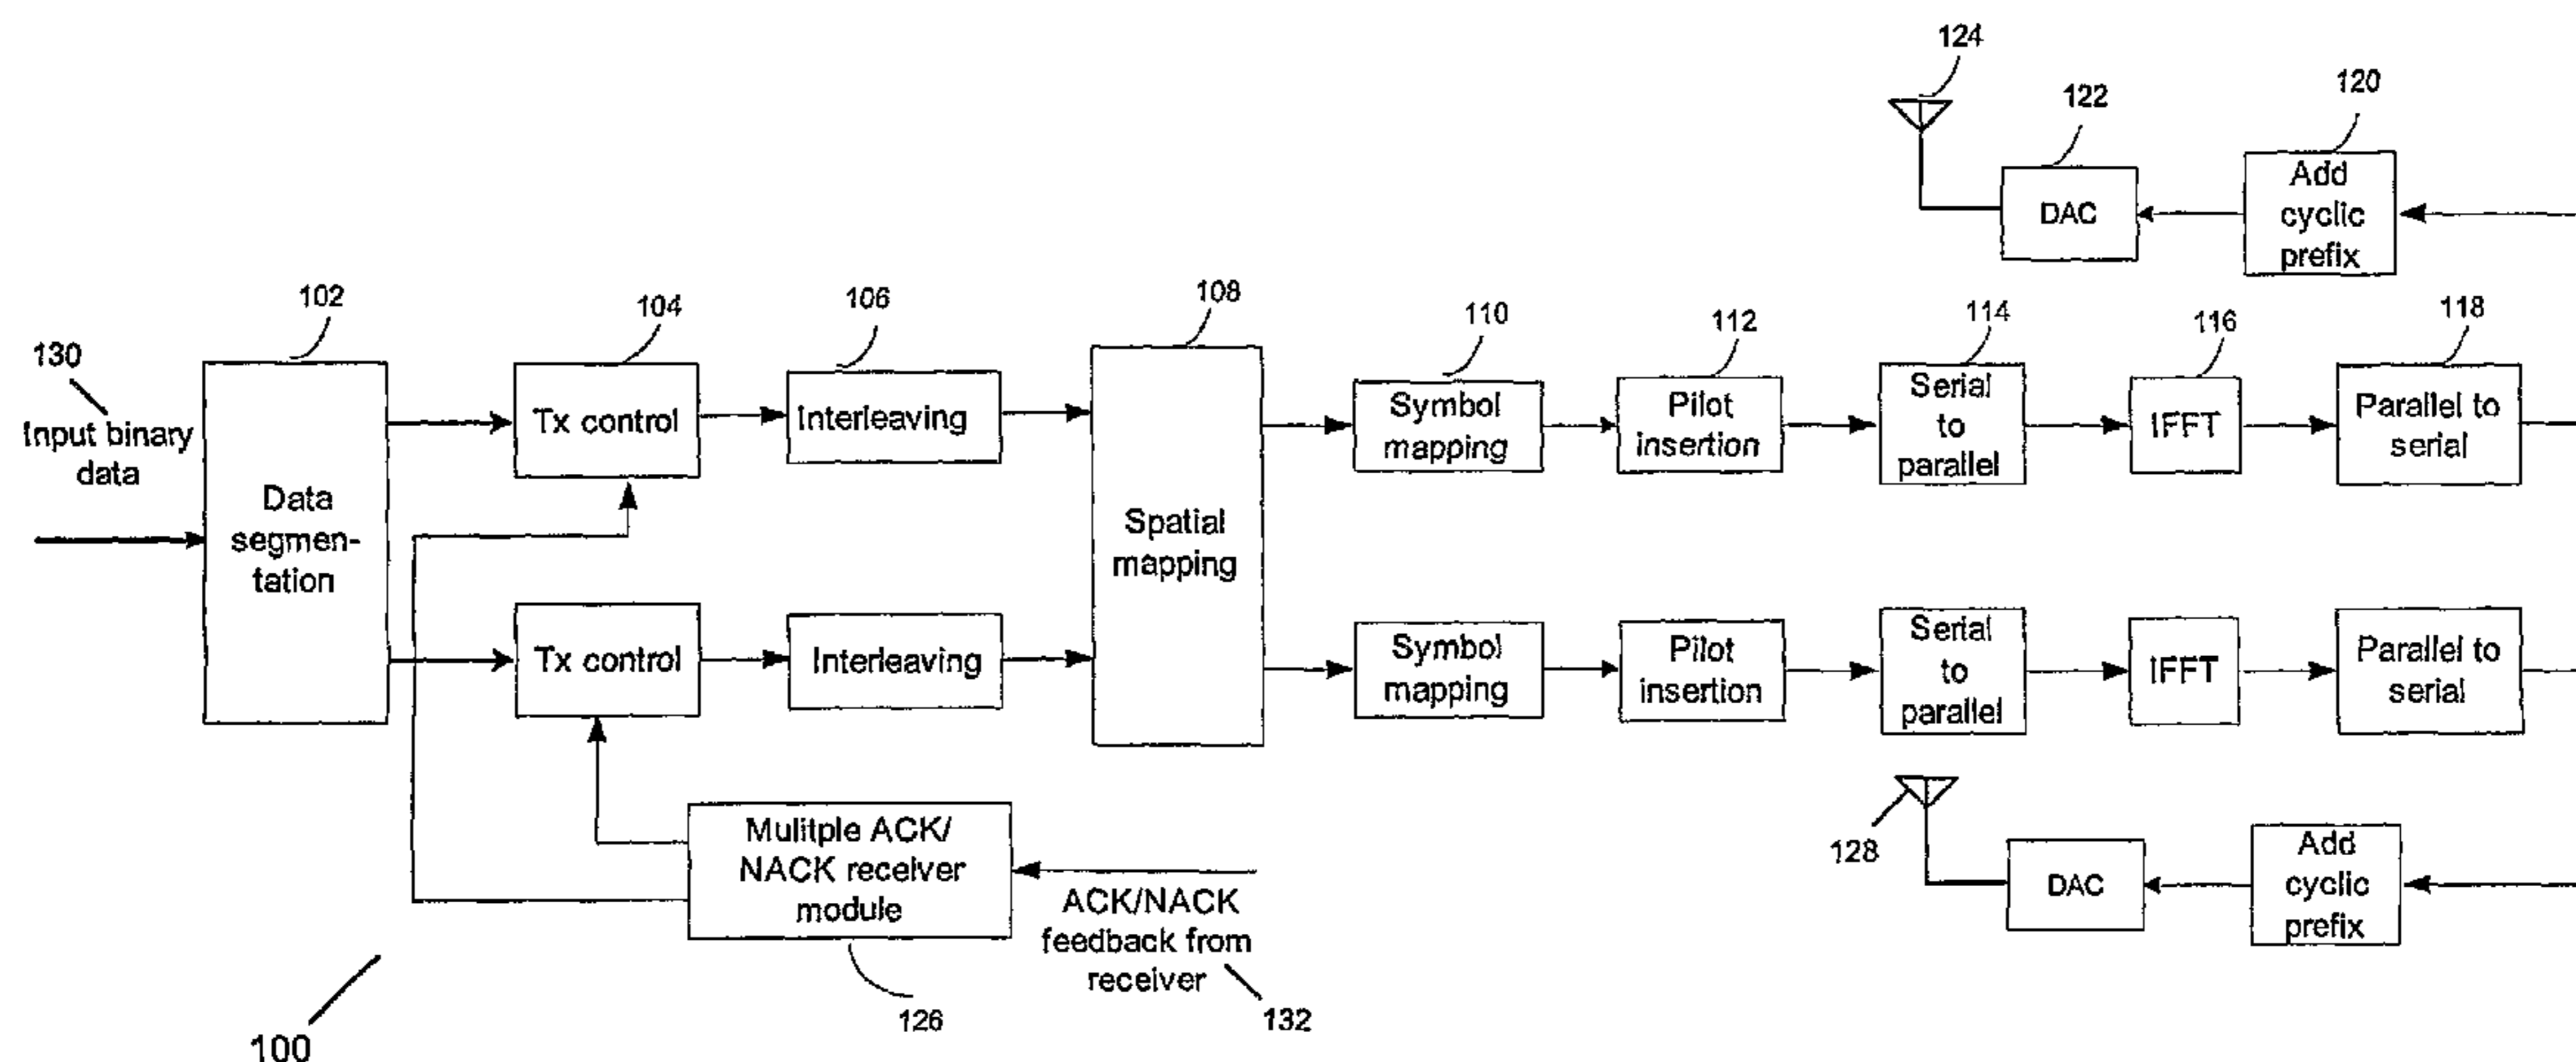 124
122
120
DAC
Add
cyclic
prefix
102
104
106
108
110
112
114
116
118
130
Input binary
data
Data
segmen-
tation
Tx control
Interleaving
Spatial
mapping
Symbol
mapping
Pilot
insertion
Serial
to
parallel
IFFT
Parallel to
serial
Tx control
Interleaving
Symbol
mapping
Pilot
insertion
Serial
to
parallel
IFFT
Parallel to
serial
Mulitple ACK/
NACK receiver
module
ACK/NACK
feedback from
receiver
126
132
100
128
DAC
Add
cyclic
prefix